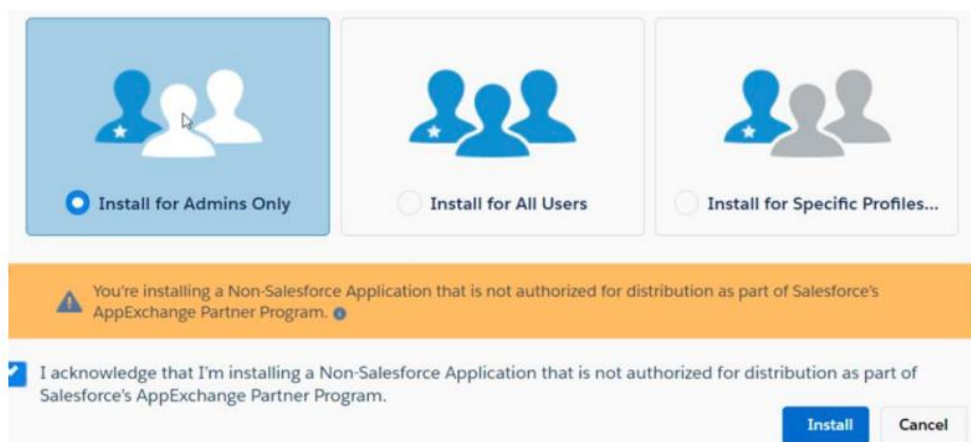 Install for Admins Only
Install for All Users
Install for Specific Profiles...
You're installing a Non-Salesforce Application that is not authorized for distribution as part of Salesforce's
AppExchange Partner Program.
I acknowledge that I'm installing a Non-Salesforce Application that is not authorized for distribution as part of
Salesforce's AppExchange Partner Program.
Install
Cancel